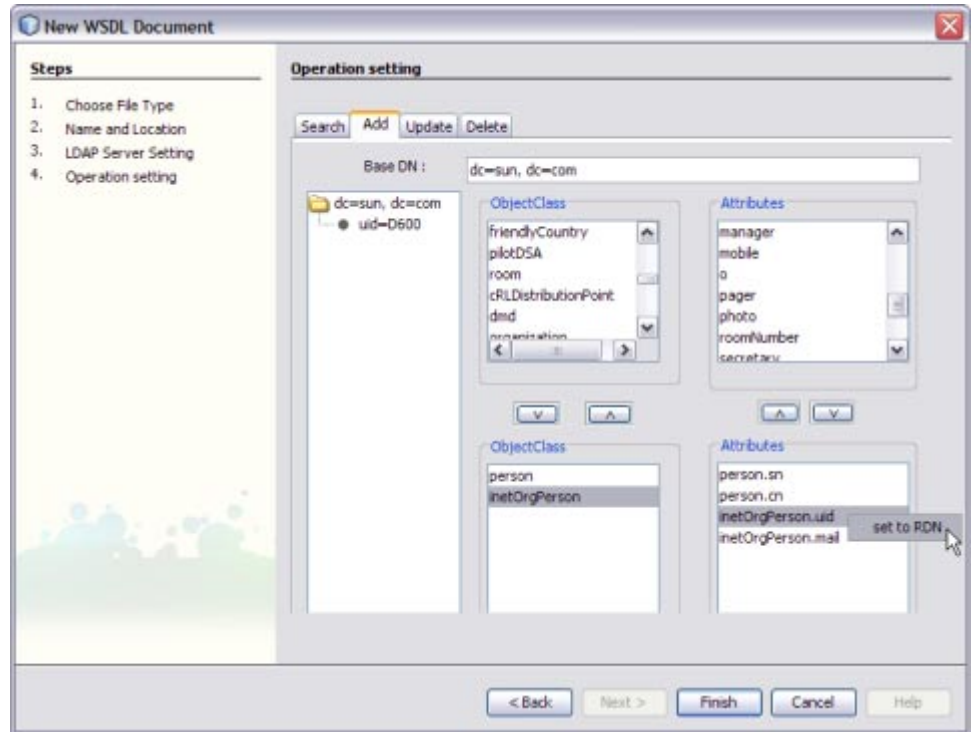 New WSDL Document
Steps
1. Choose File Type
2. Name and Location
3. LDAP Server Setting
4. Operation setting
Operation setting
Search Add Update Delete
Base DN : dc=sun, dc=com
dc=sun, dc=com
uid=D600
ObjectClass
friendlyCountry
pilotDSA
room
cRLDistributionPoint
dmd
organization
Attributes
manager
mobile
o
pager
photo
roomNumber
secretary
v ^
^ v
ObjectClass
person
inetOrgPerson
Attributes
person.sn
person.cn
inetOrgPerson.uid
inetOrgPerson.mail
set to RDN
< Back Next > Finish Cancel Help